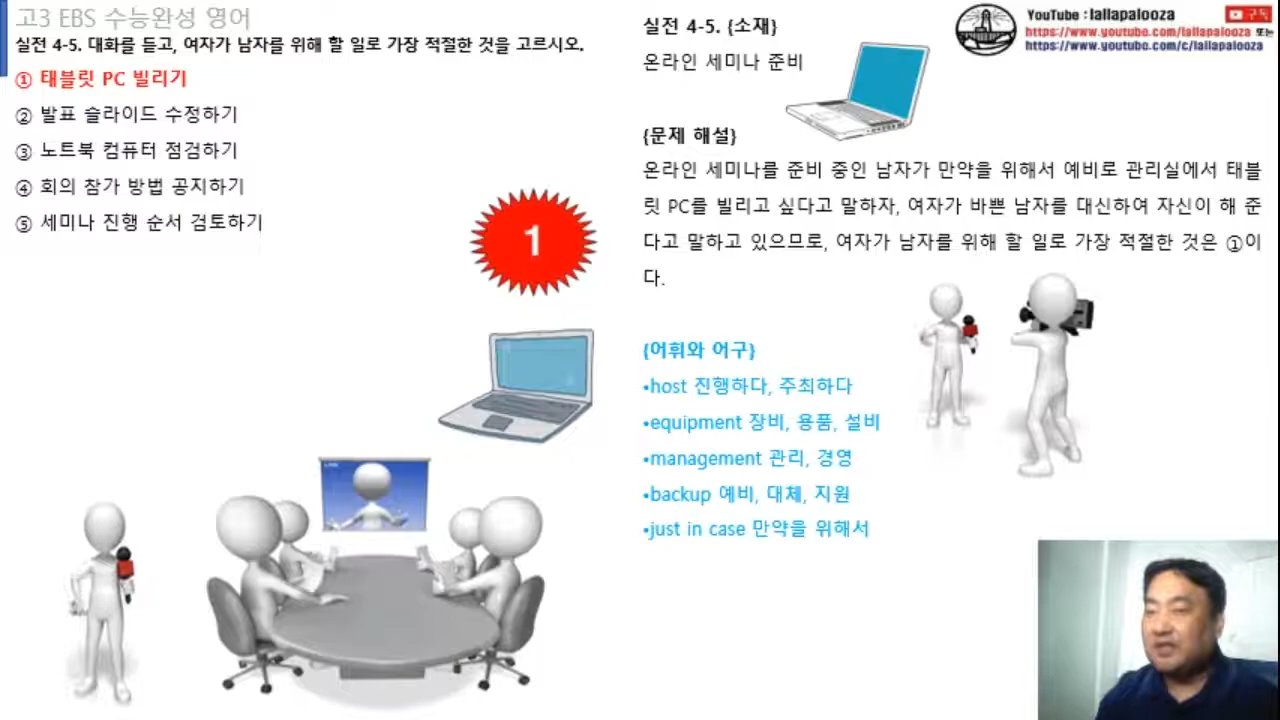 고3 EBS 수능완성 영어
실전 4-5. 대화를 듣고, 여자가 남자를 위해 할 일로 가장 적절한 것을 고르시오.
① 태블릿 PC 빌리기
② 발표 슬라이드 수정하기
③ 노트북 컴퓨터 점검하기
④ 회의 참가 방법 공지하기
⑤ 세미나 진행 순서 검토하기
1
실전 4-5. {소재}
온라인 세미나 준비
YouTube : lallapalooza
구독
https://www.youtube.com/lallapalooza 또는
https://www.youtube.com/c/lallapalooza
{문제 해설}
온라인 세미나를 준비 중인 남자가 만약을 위해서 예비로 관리실에서 태블
릿 PC를 빌리고 싶다고 말하자, 여자가 바쁜 남자를 대신하여 자신이 해 준
다고 말하고 있으므로, 여자가 남자를 위해 할 일로 가장 적절한 것은 ①이
다.
{어휘와 어구}
•host 진행하다, 주최하다
•equipment 장비, 용품, 설비
•management 관리, 경영
•backup 예비, 대체, 지원
•just in case 만약을 위해서